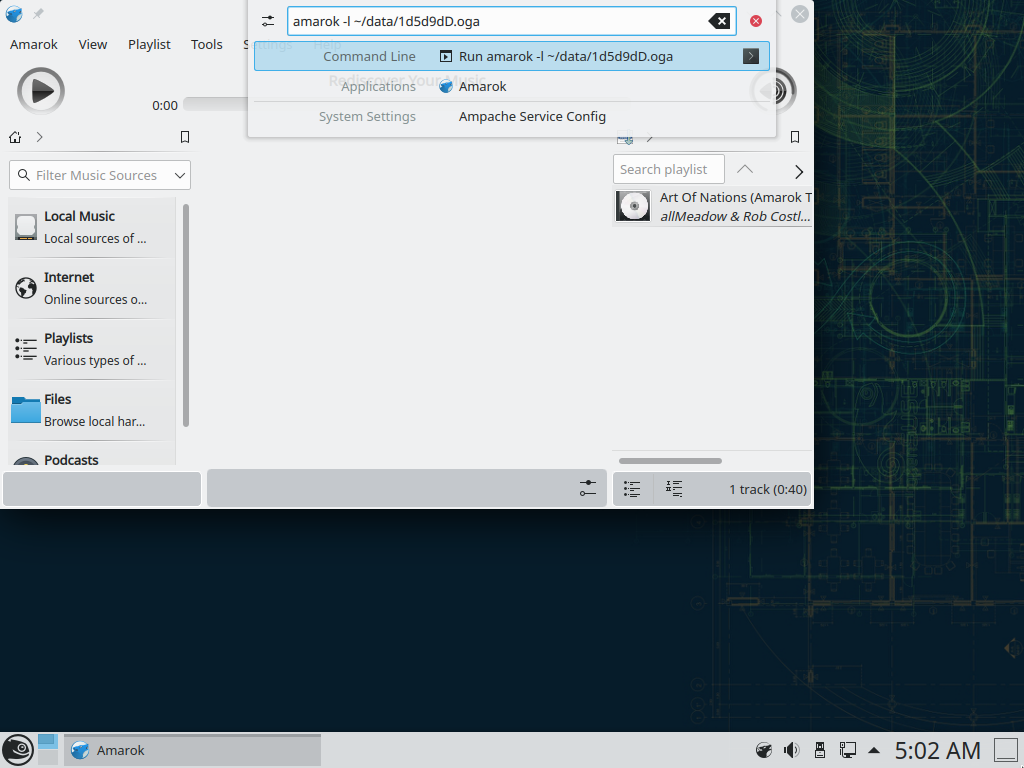 amarok -l ~/data/1d5d9dD.oga
Amarok View Playlist Tools Settings Help
Command Line Run amarok -l ~/data/1d5d9dD.oga
Rediscover Your Music
Applications Amarok
0:00
System Settings Ampache Service Config
Filter Music Sources
Search playlist
Local Music
Local sources of ...
Art Of Nations (Amarok T
allMeadow & Rob Costl...
Internet
Online sources o...
Playlists
Various types of ...
Files
Browse local har...
Podcasts
1 track (0:40)
Amarok
5:02 AM